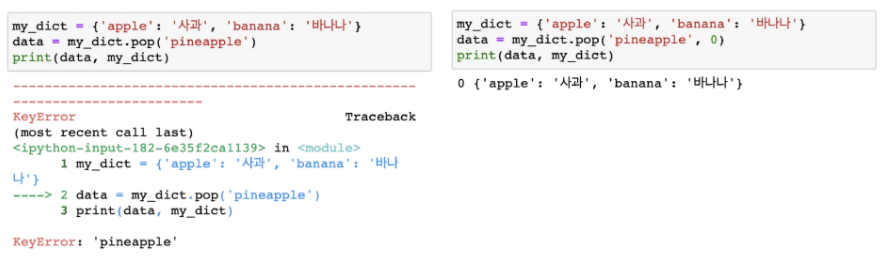 my_dict = {'apple': '사과', 'banana': '바나나'}
data = my_dict.pop('pineapple')
print(data, my_dict)
---------------------------------------------------
------------------------
KeyError                                  Traceback
(most recent call last)
<ipython-input-182-6e35f2ca1139> in <module>
      1 my_dict = {'apple': '사과', 'banana': '바나
나'}
----> 2 data = my_dict.pop('pineapple')
      3 print(data, my_dict)
KeyError: 'pineapple'
my_dict = {'apple': '사과', 'banana': '바나나'}
data = my_dict.pop('pineapple', 0)
print(data, my_dict)
0 {'apple': '사과', 'banana': '바나나'}